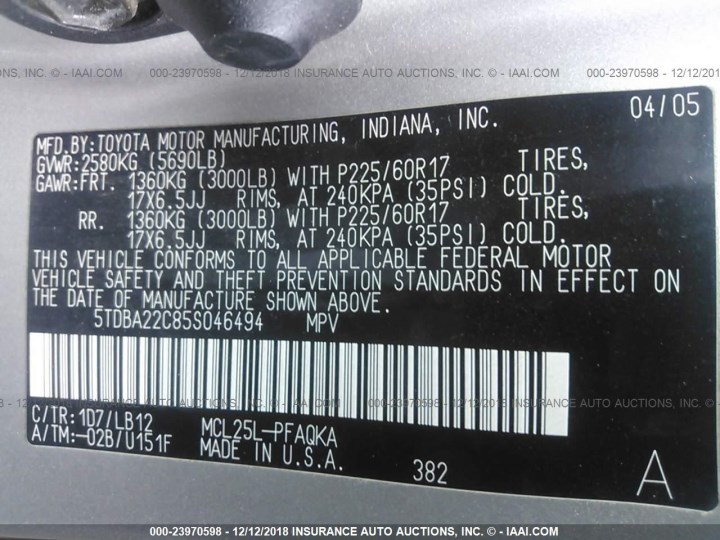 000-23970598 - 12/12/2018 INSURANCE AUTO AUCTIONS, INC. © - IAAI.COM
04/05
MFD.BY:TOYOTA MOTOR MANUFACTURING, INDIANA, INC.
GVWR:2580KG (5690LB)
GAWR:FRT. 1360KG (3000LB) WITH P225/60R17 TIRES,
17X6.5JJ RIMS, AT 240KPA (35PSI) COLD.
RR. 1360KG (3000LB) WITH P225/60R17 TIRES,
17X6.5JJ RIMS, AT 240KPA (35PSI) COLD.
THIS VEHICLE CONFORMS TO ALL APPLICABLE FEDERAL MOTOR
VEHICLE SAFETY AND THEFT PREVENTION STANDARDS IN EFFECT ON
THE DATE OF MANUFACTURE SHOWN ABOVE.
5TDBA22C85S046494 MPV
C/TR:1D7/LB12 MCL25L-PFAQKA
A/TM:-02B/U151F MADE IN U.S.A.
382
A
000-23970598 - 12/12/2018 INSURANCE AUTO AUCTIONS, INC. © - IAAI.COM